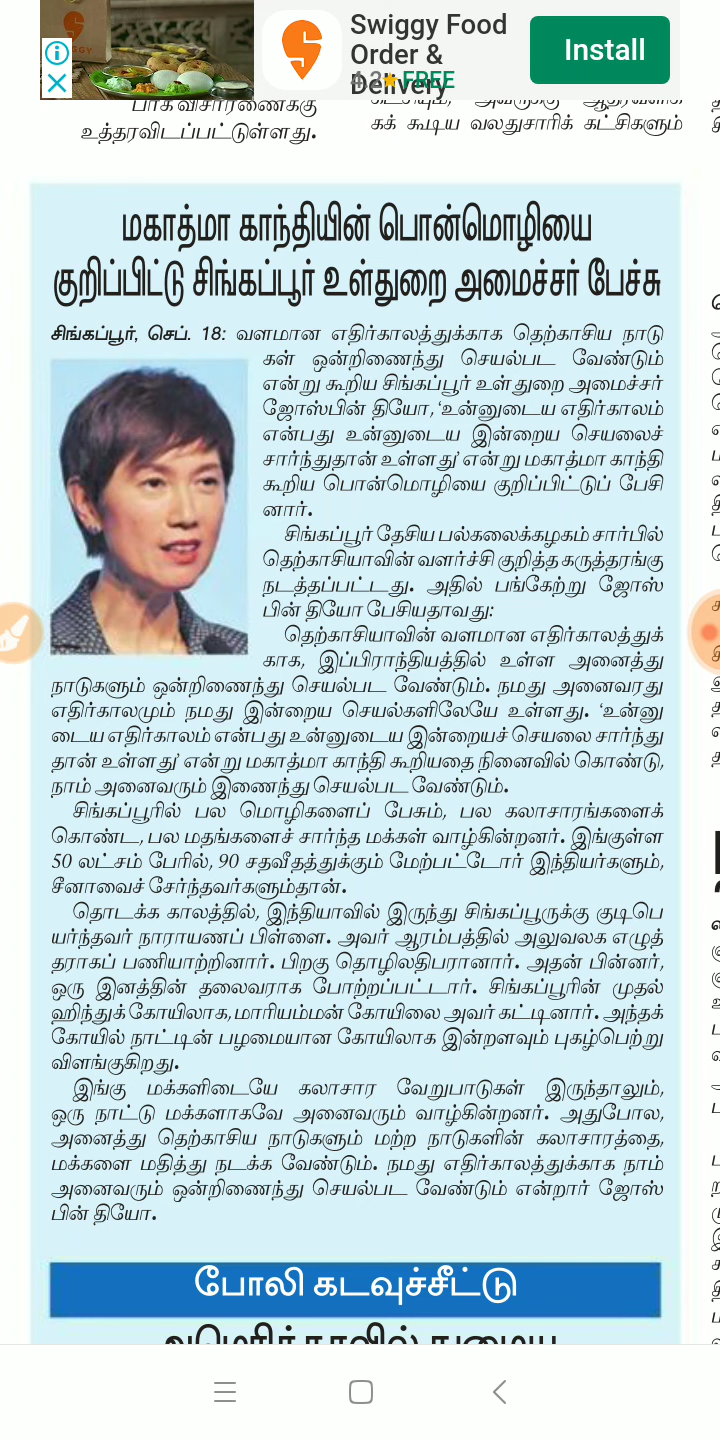 Swiggy Food
Order &
Delivery
4.2★ FREE
Install
உத்தரவிடப்பட்டுள்ளது.
கக் கூடிய வலதுசாரிக் கட்சிகளும்
மகாத்மா காந்தியின் பொன்மொழியை
குறிப்பிட்டு சிங்கப்பூர் உள்துறை அமைச்சர் பேச்சு
சிங்கப்பூர், செப். 18: வளமான எதிர்காலத்துக்காக தெற்காசிய நாடு
கள் ஒன்றிணைந்து செயல்பட வேண்டும்
என்று கூறிய சிங்கப்பூர் உள்துறை அமைச்சர்
ஜோஸ்பின் தியோ, 'உன்னுடைய எதிர்காலம்
என்பது உன்னுடைய இன்றைய செயலைச்
சார்ந்துதான் உள்ளது' என்று மகாத்மா காந்தி
கூறிய பொன்மொழியை குறிப்பிட்டுப் பேசி
னார்.
சிங்கப்பூர் தேசிய பல்கலைக்கழகம் சார்பில்
தெற்காசியாவின் வளர்ச்சி குறித்த கருத்தரங்கு
நடத்தப்பட்டது. அதில் பங்கேற்று ஜோஸ்
பின் தியோ பேசியதாவது:
தெற்காசியாவின் வளமான எதிர்காலத்துக்
காக, இப்பிராந்தியத்தில் உள்ள அனைத்து
நாடுகளும் ஒன்றிணைந்து செயல்பட வேண்டும். நமது அனைவரது
எதிர்காலமும் நமது இன்றைய செயல்களிலேயே உள்ளது. 'உன்னு
டைய எதிர்காலம் என்பது உன்னுடைய இன்றையச் செயலை சார்ந்து
தான் உள்ளது' என்று மகாத்மா காந்தி கூறியதை நினைவில் கொண்டு,
நாம் அனைவரும் இணைந்து செயல்பட வேண்டும்.
சிங்கப்பூரில் பல மொழிகளைப் பேசும், பல கலாசாரங்களைக்
கொண்ட, பல மதங்களைச் சார்ந்த மக்கள் வாழ்கின்றனர். இங்குள்ள
50 லட்சம் பேரில், 90 சதவீதத்துக்கும் மேற்பட்டோர் இந்தியர்களும்,
சீனாவைச் சேர்ந்தவர்களும்தான்.
தொடக்க காலத்தில், இந்தியாவில் இருந்து சிங்கப்பூருக்கு குடிபெ
யர்ந்தவர் நாராயணப் பிள்ளை. அவர் ஆரம்பத்தில் அலுவலக எழுத்
தராகப் பணியாற்றினார். பிறகு தொழிலதிபரானார். அதன் பின்னர்,
ஒரு இனத்தின் தலைவராக போற்றப்பட்டார். சிங்கப்பூரின் முதல்
ஹிந்துக் கோயிலாக, மாரியம்மன் கோயிலை அவர் கட்டினார். அந்தக்
கோயில் நாட்டின் பழமையான கோயிலாக இன்றளவும் புகழ்பெற்று
விளங்குகிறது.
இங்கு மக்களிடையே கலாசார வேறுபாடுகள் இருந்தாலும்,
ஒரு நாட்டு மக்களாகவே அனைவரும் வாழ்கின்றனர். அதுபோல,
அனைத்து தெற்காசிய நாடுகளும் மற்ற நாடுகளின் கலாசாரத்தை,
மக்களை மதித்து நடக்க வேண்டும். நமது எதிர்காலத்துக்காக நாம்
அனைவரும் ஒன்றிணைந்து செயல்பட வேண்டும் என்றார் ஜோஸ்
பின் தியோ.
போலி கடவுச்சீட்டு